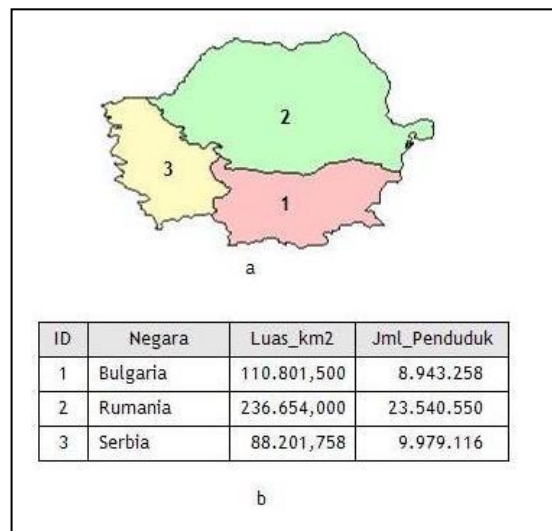 2
3
1
a
ID Negara Luas_km2 Jml_Penduduk
1 Bulgaria 110.801,500 8.943.258
2 Rumania 236.654,000 23.540.550
3 Serbia 88.201,758 9.979.116
b